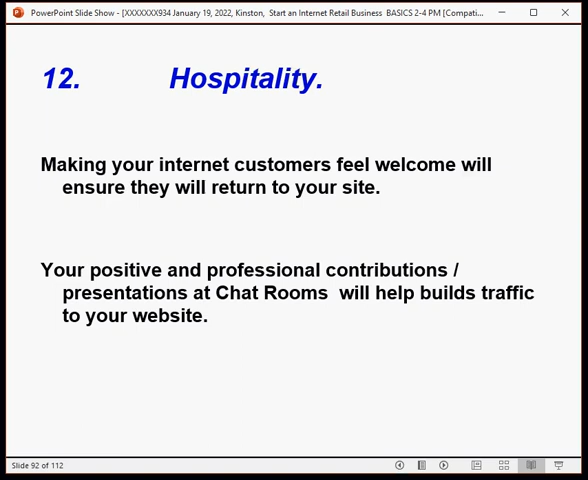 PowerPoint Slide Show - [XXXXXXX934 January 19, 2022, Kinston, Start an Internet Retail Business BASICS 2-4 PM [Compati...
12. Hospitality.
Making your internet customers feel welcome will
ensure they will return to your site.
Your positive and professional contributions /
presentations at Chat Rooms will help builds traffic
to your website.
Slide 92 of 112